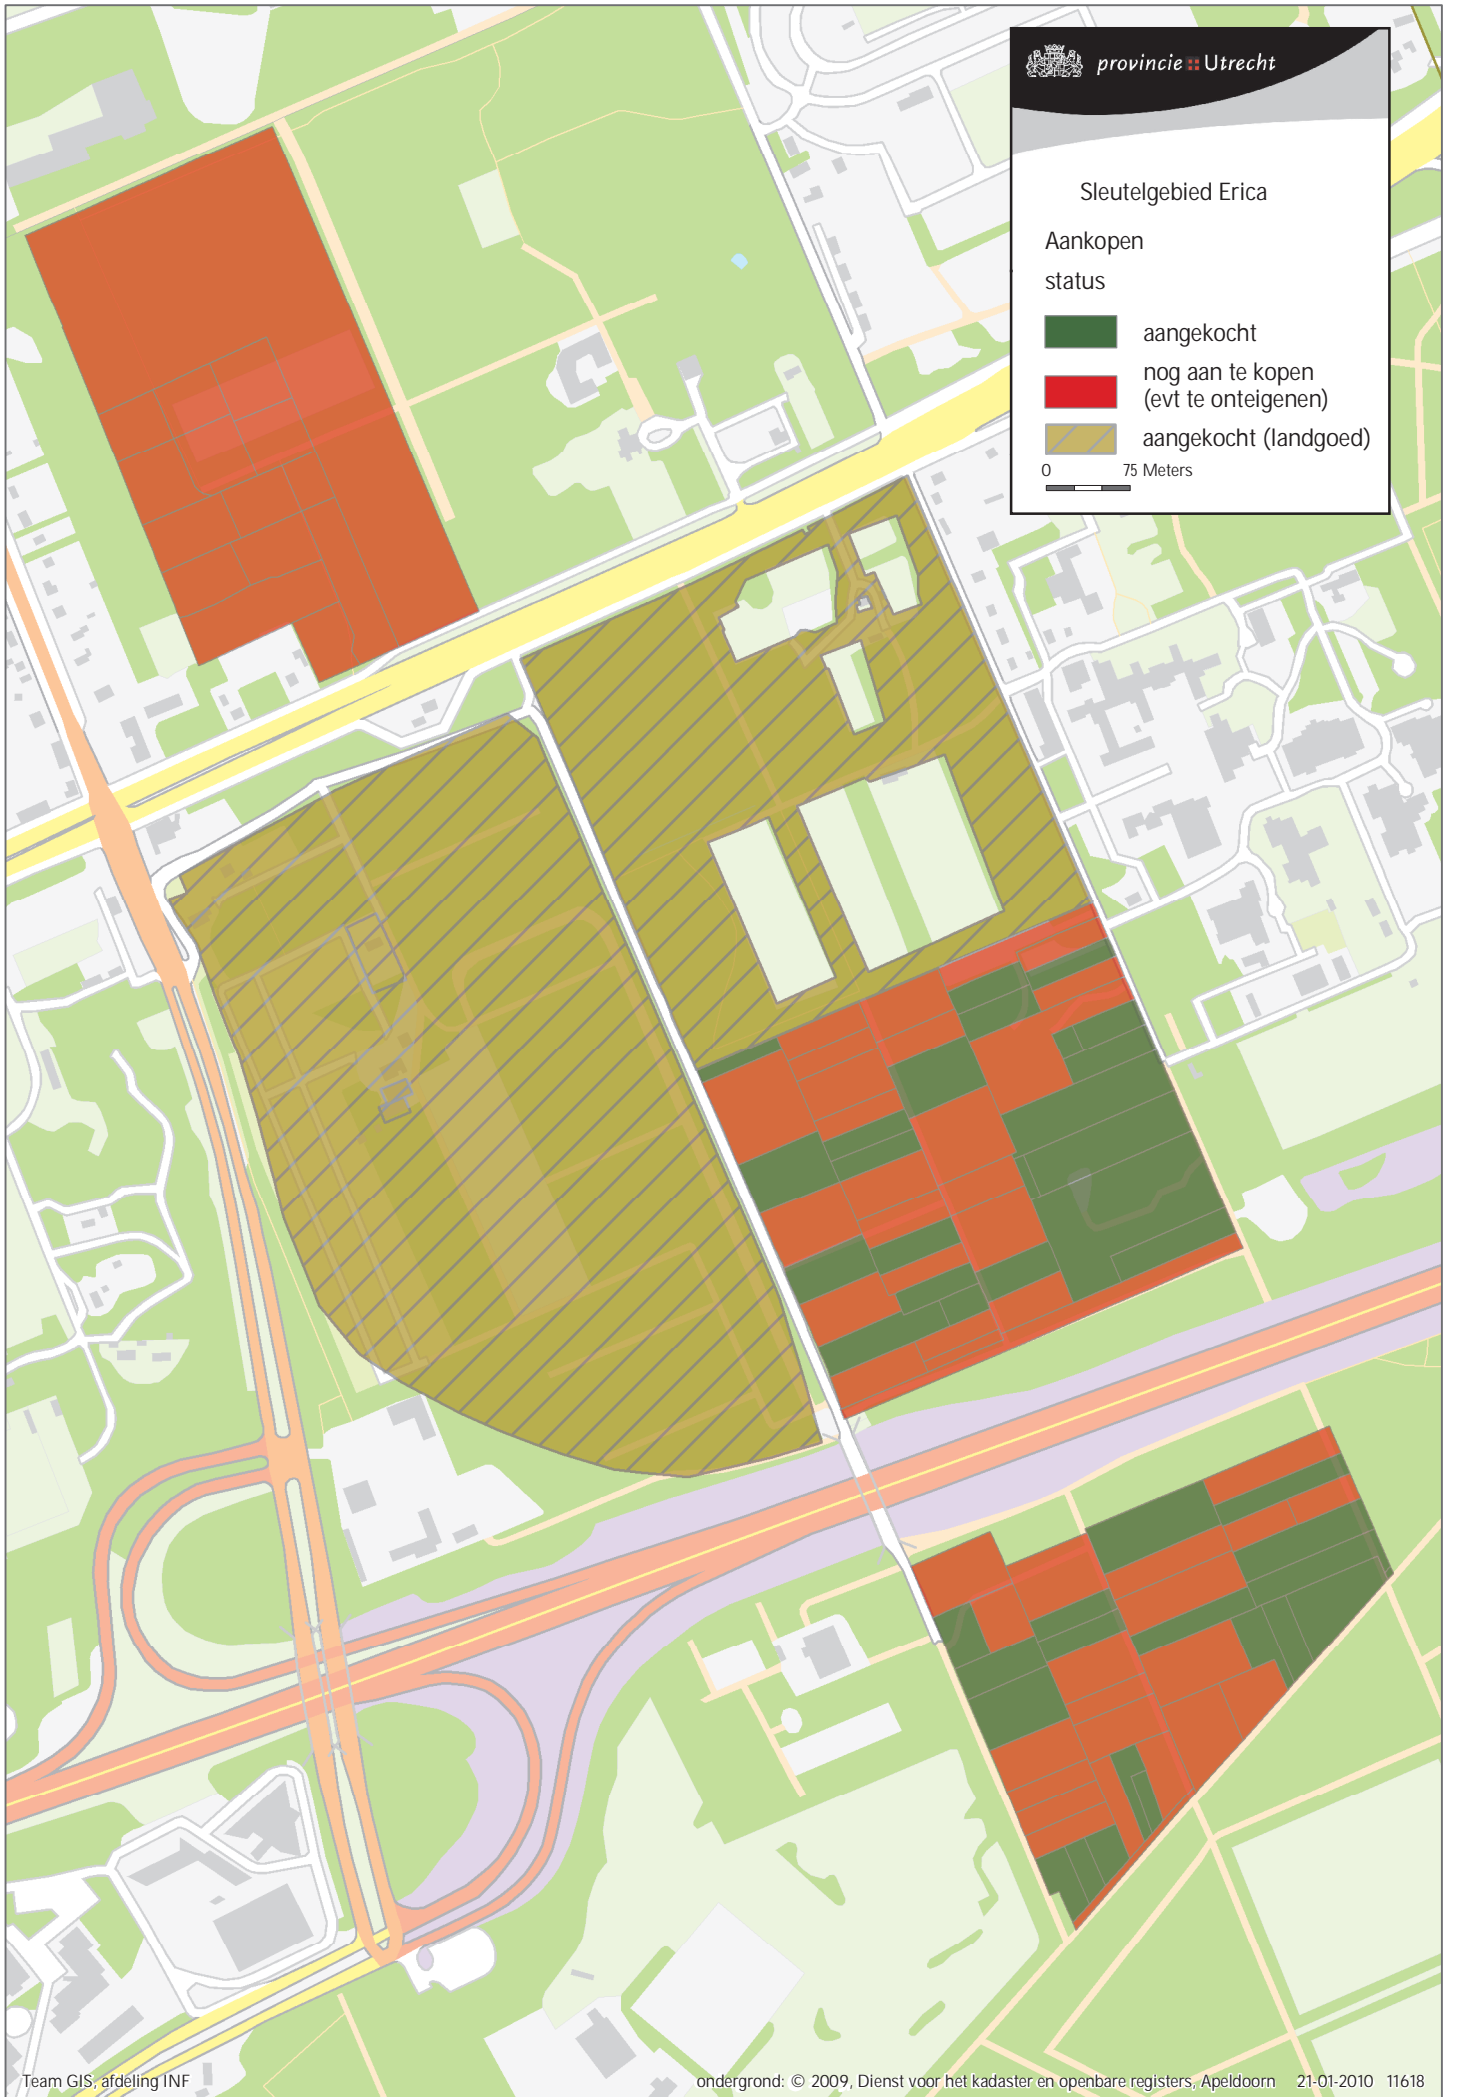 provincie Utrecht
Sleutelgebied Erica
Aankopen
status
aangekocht
nog aan te kopen
(evt te onteigenen)
aangekocht (landgoed)
0 75 Meters
Team GIS, afdeling INF
ondergrond: © 2009, Dienst voor het kadaster en openbare registers, Apeldoorn 21-01-2010 11618